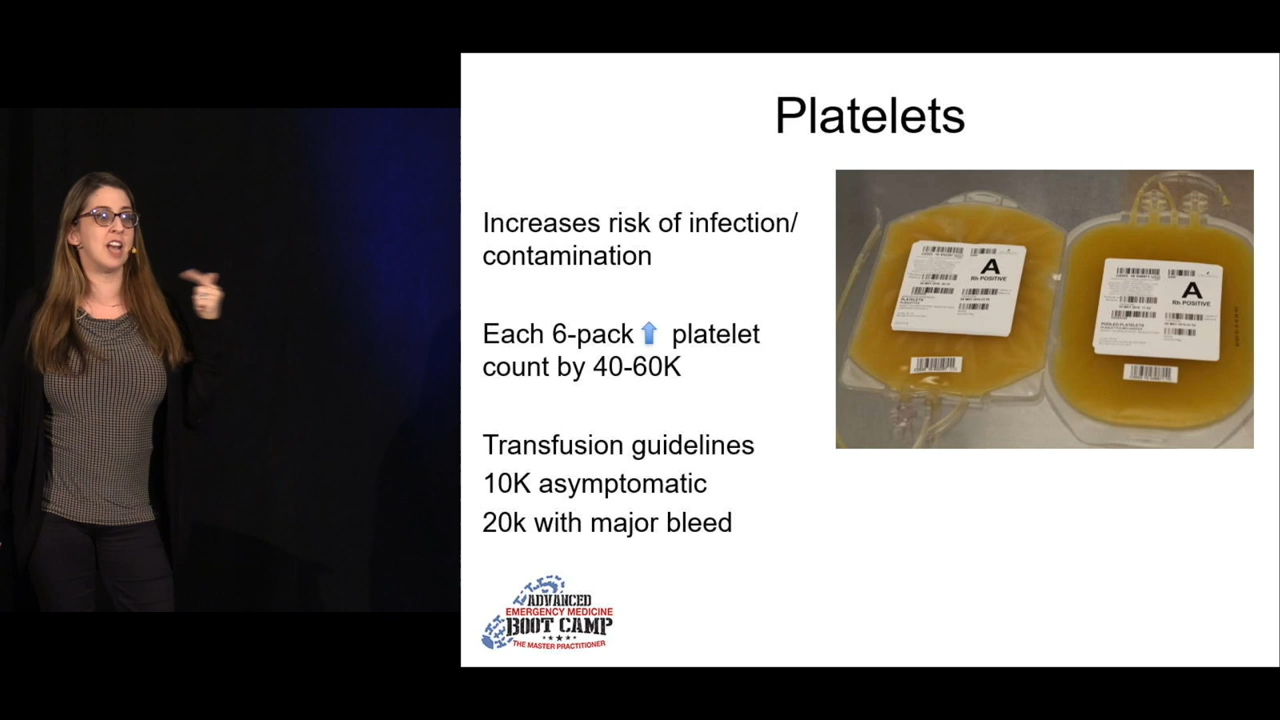 Platelets
Increases risk of infection/
contamination
Each 6-pack ⬆ platelet
count by 40-60K
Transfusion guidelines
10K asymptomatic
20k with major bleed
A
Rh POSITIVE
PLATELETS
A
Rh POSITIVE
POOLED PLATELETS
ADVANCED
EMERGENCY MEDICINE
BOOT CAMP
THE MASTER PRACTITIONER